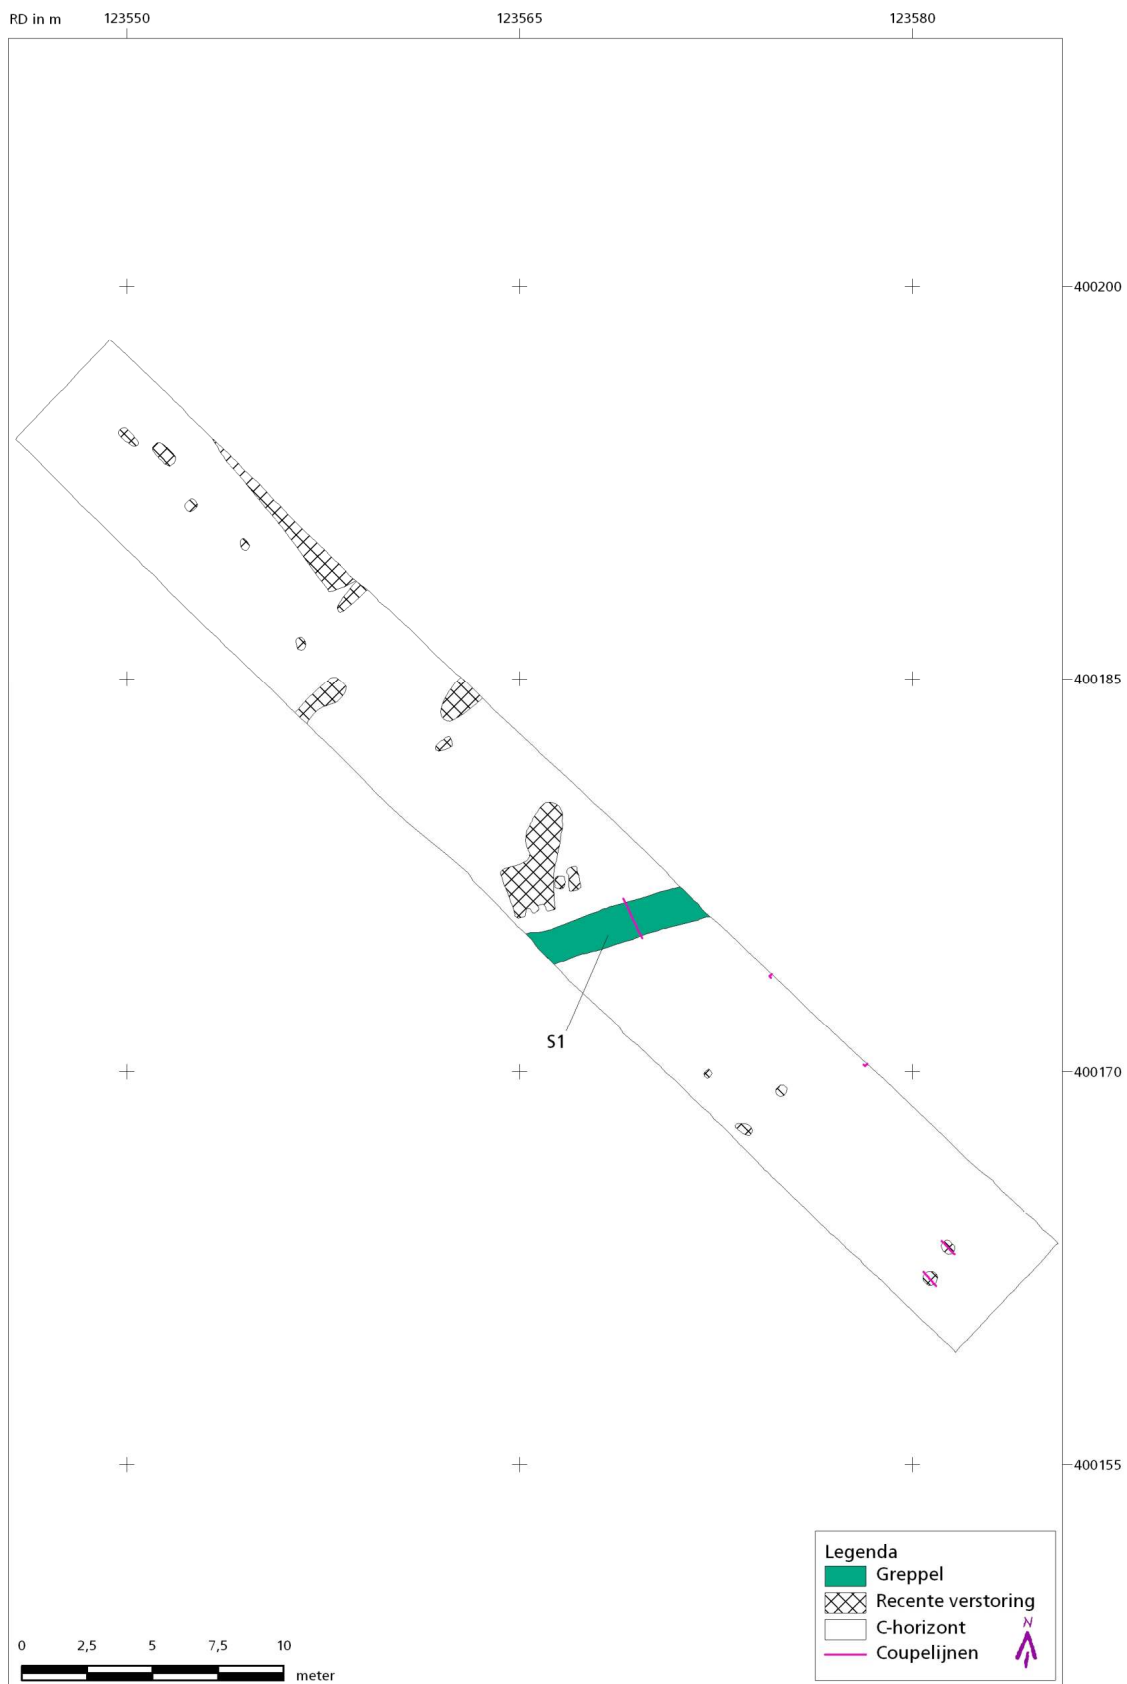 RD in m 123550 123565 123580
400200
400185
S1
400170
400155
Legenda
Greppel
Recente verstoring
C-horizont
N
Coupelijnen
0 2,5 5 7,5 10
meter